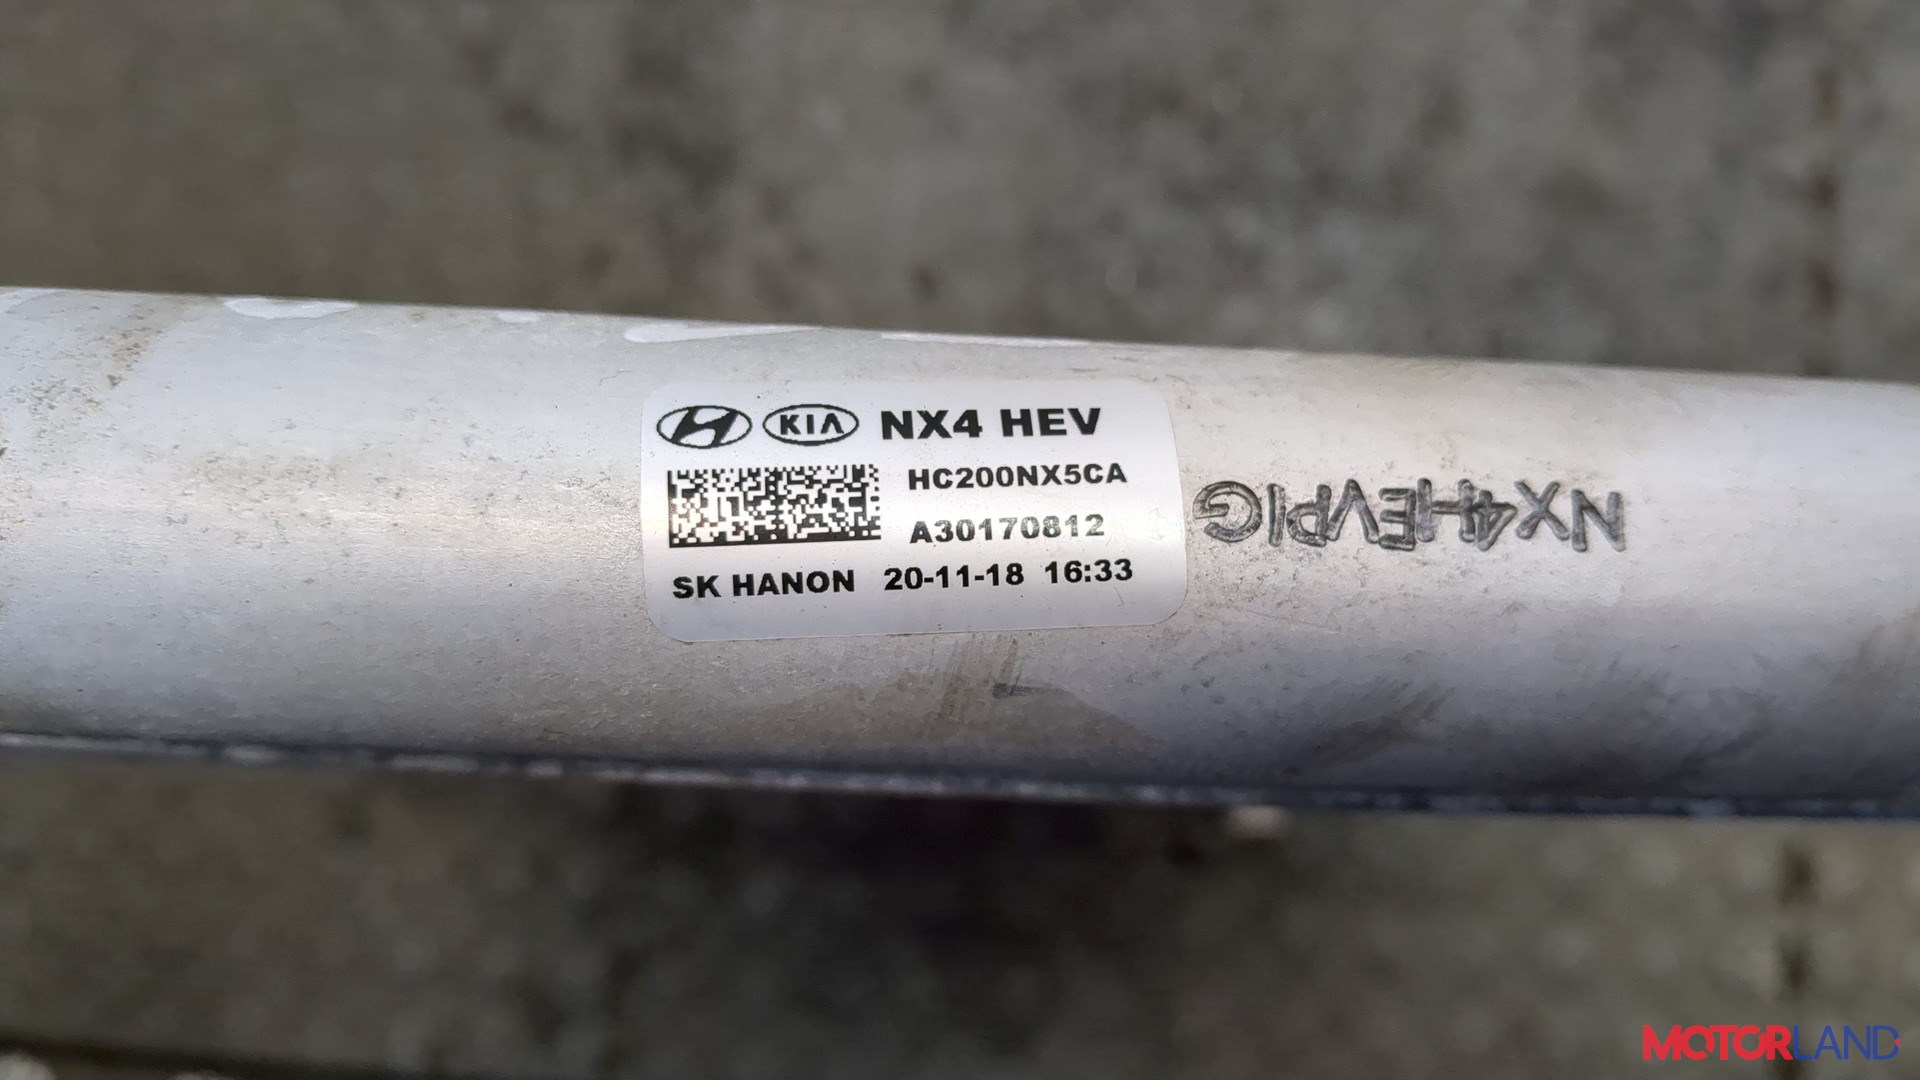 KIA NX4 HEV
HC200NX5CA
A30170812
SK HANON 20-11-18 16:33
NX4HEVPIG
MOTORLAND